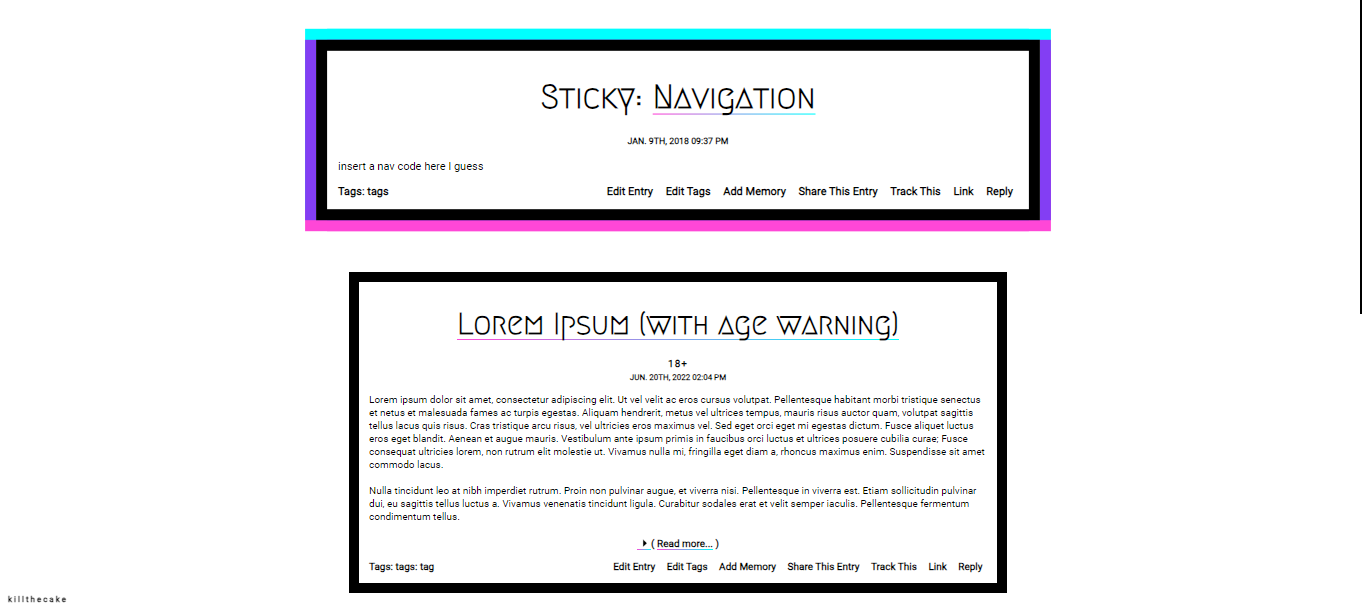 Sticky: Navigation
JAN. 9TH, 2018 09:37 PM
insert a nav code here I guess
Tags: tags Edit Entry Edit Tags Add Memory Share This Entry Track This Link Reply
Lorem Ipsum (with age warning)
18+
JUN. 20TH, 2022 02:04 PM
Lorem ipsum dolor sit amet, consectetur adipiscing elit. Ut vel velit ac eros cursus volutpat. Pellentesque habitant morbi tristique senectus
et netus et malesuada fames ac turpis egestas. Aliquam hendrerit, metus vel ultrices tempus, mauris risus auctor quam, volutpat sagittis
tellus lacus quis risus. Cras tristique arcu risus, vel ultricies eros maximus vel. Sed eget orci eget mi egestas dictum. Fusce aliquet luctus
eros eget blandit. Aenean et augue mauris. Vestibulum ante ipsum primis in faucibus orci luctus et ultrices posuere cubilia curae; Fusce
consequat ultricies lorem, non rutrum elit molestie ut. Vivamus nulla mi, fringilla eget diam a, rhoncus maximus enim. Suspendisse sit amet
commodo lacus.
Nulla tincidunt leo at nibh imperdiet rutrum. Proin non pulvinar augue, et viverra nisi. Pellentesque in viverra est. Etiam sollicitudin pulvinar
dui, eu sagittis tellus luctus a. Vivamus venenatis tincidunt ligula. Curabitur sodales erat et velit semper iaculis. Pellentesque fermentum
condimentum tellus.
( Read more... )
Tags: tags: tag Edit Entry Edit Tags Add Memory Share This Entry Track This Link Reply
killthecake